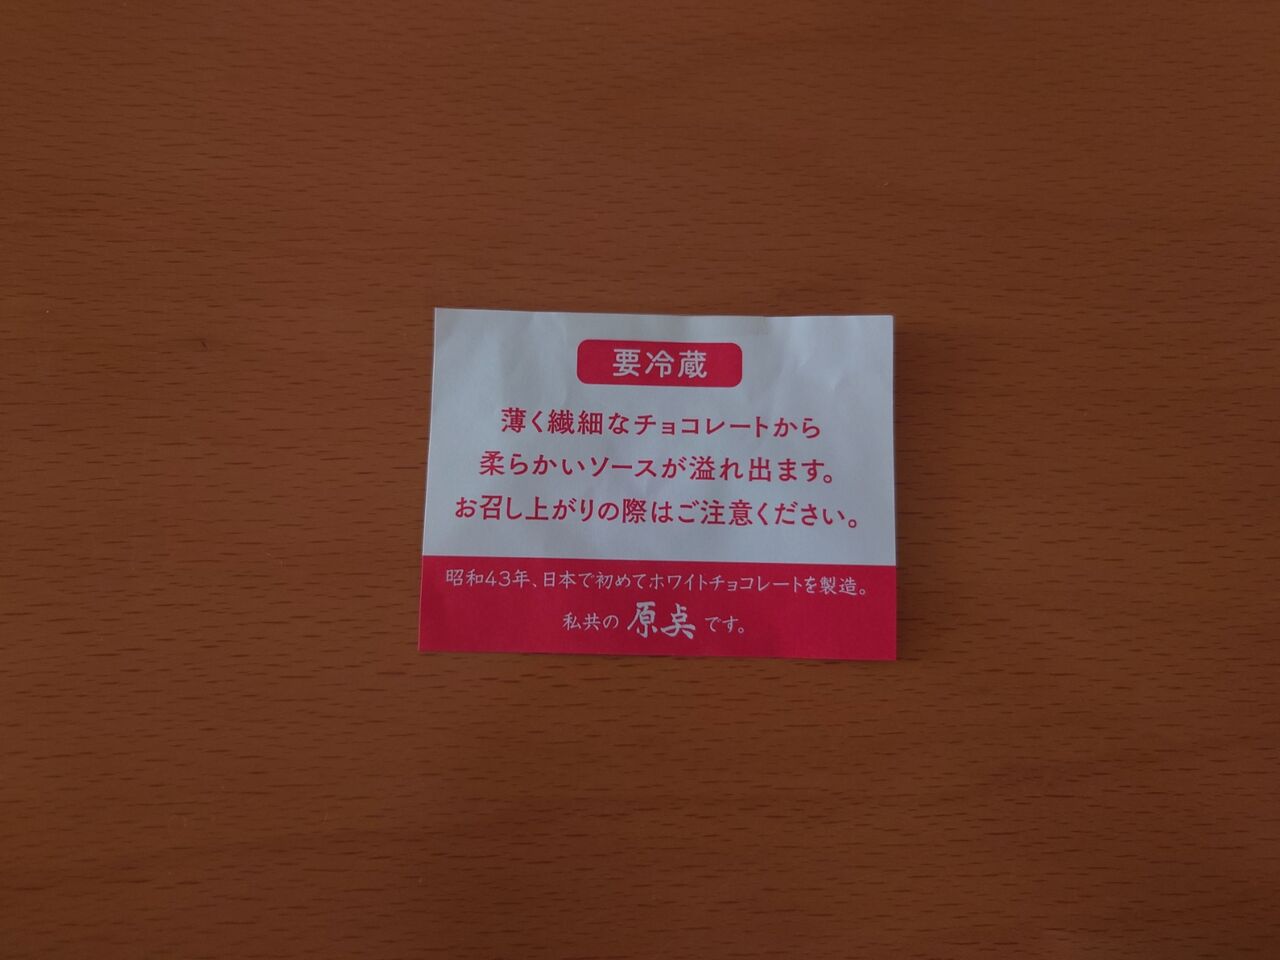 要冷蔵
薄く繊細なチョコレートから
柔らかいソースが溢れ出ます。
お召し上がりの際はご注意ください。
昭和43年、日本で初めてホワイトチョコレートを製造。
私共の 原点 です。